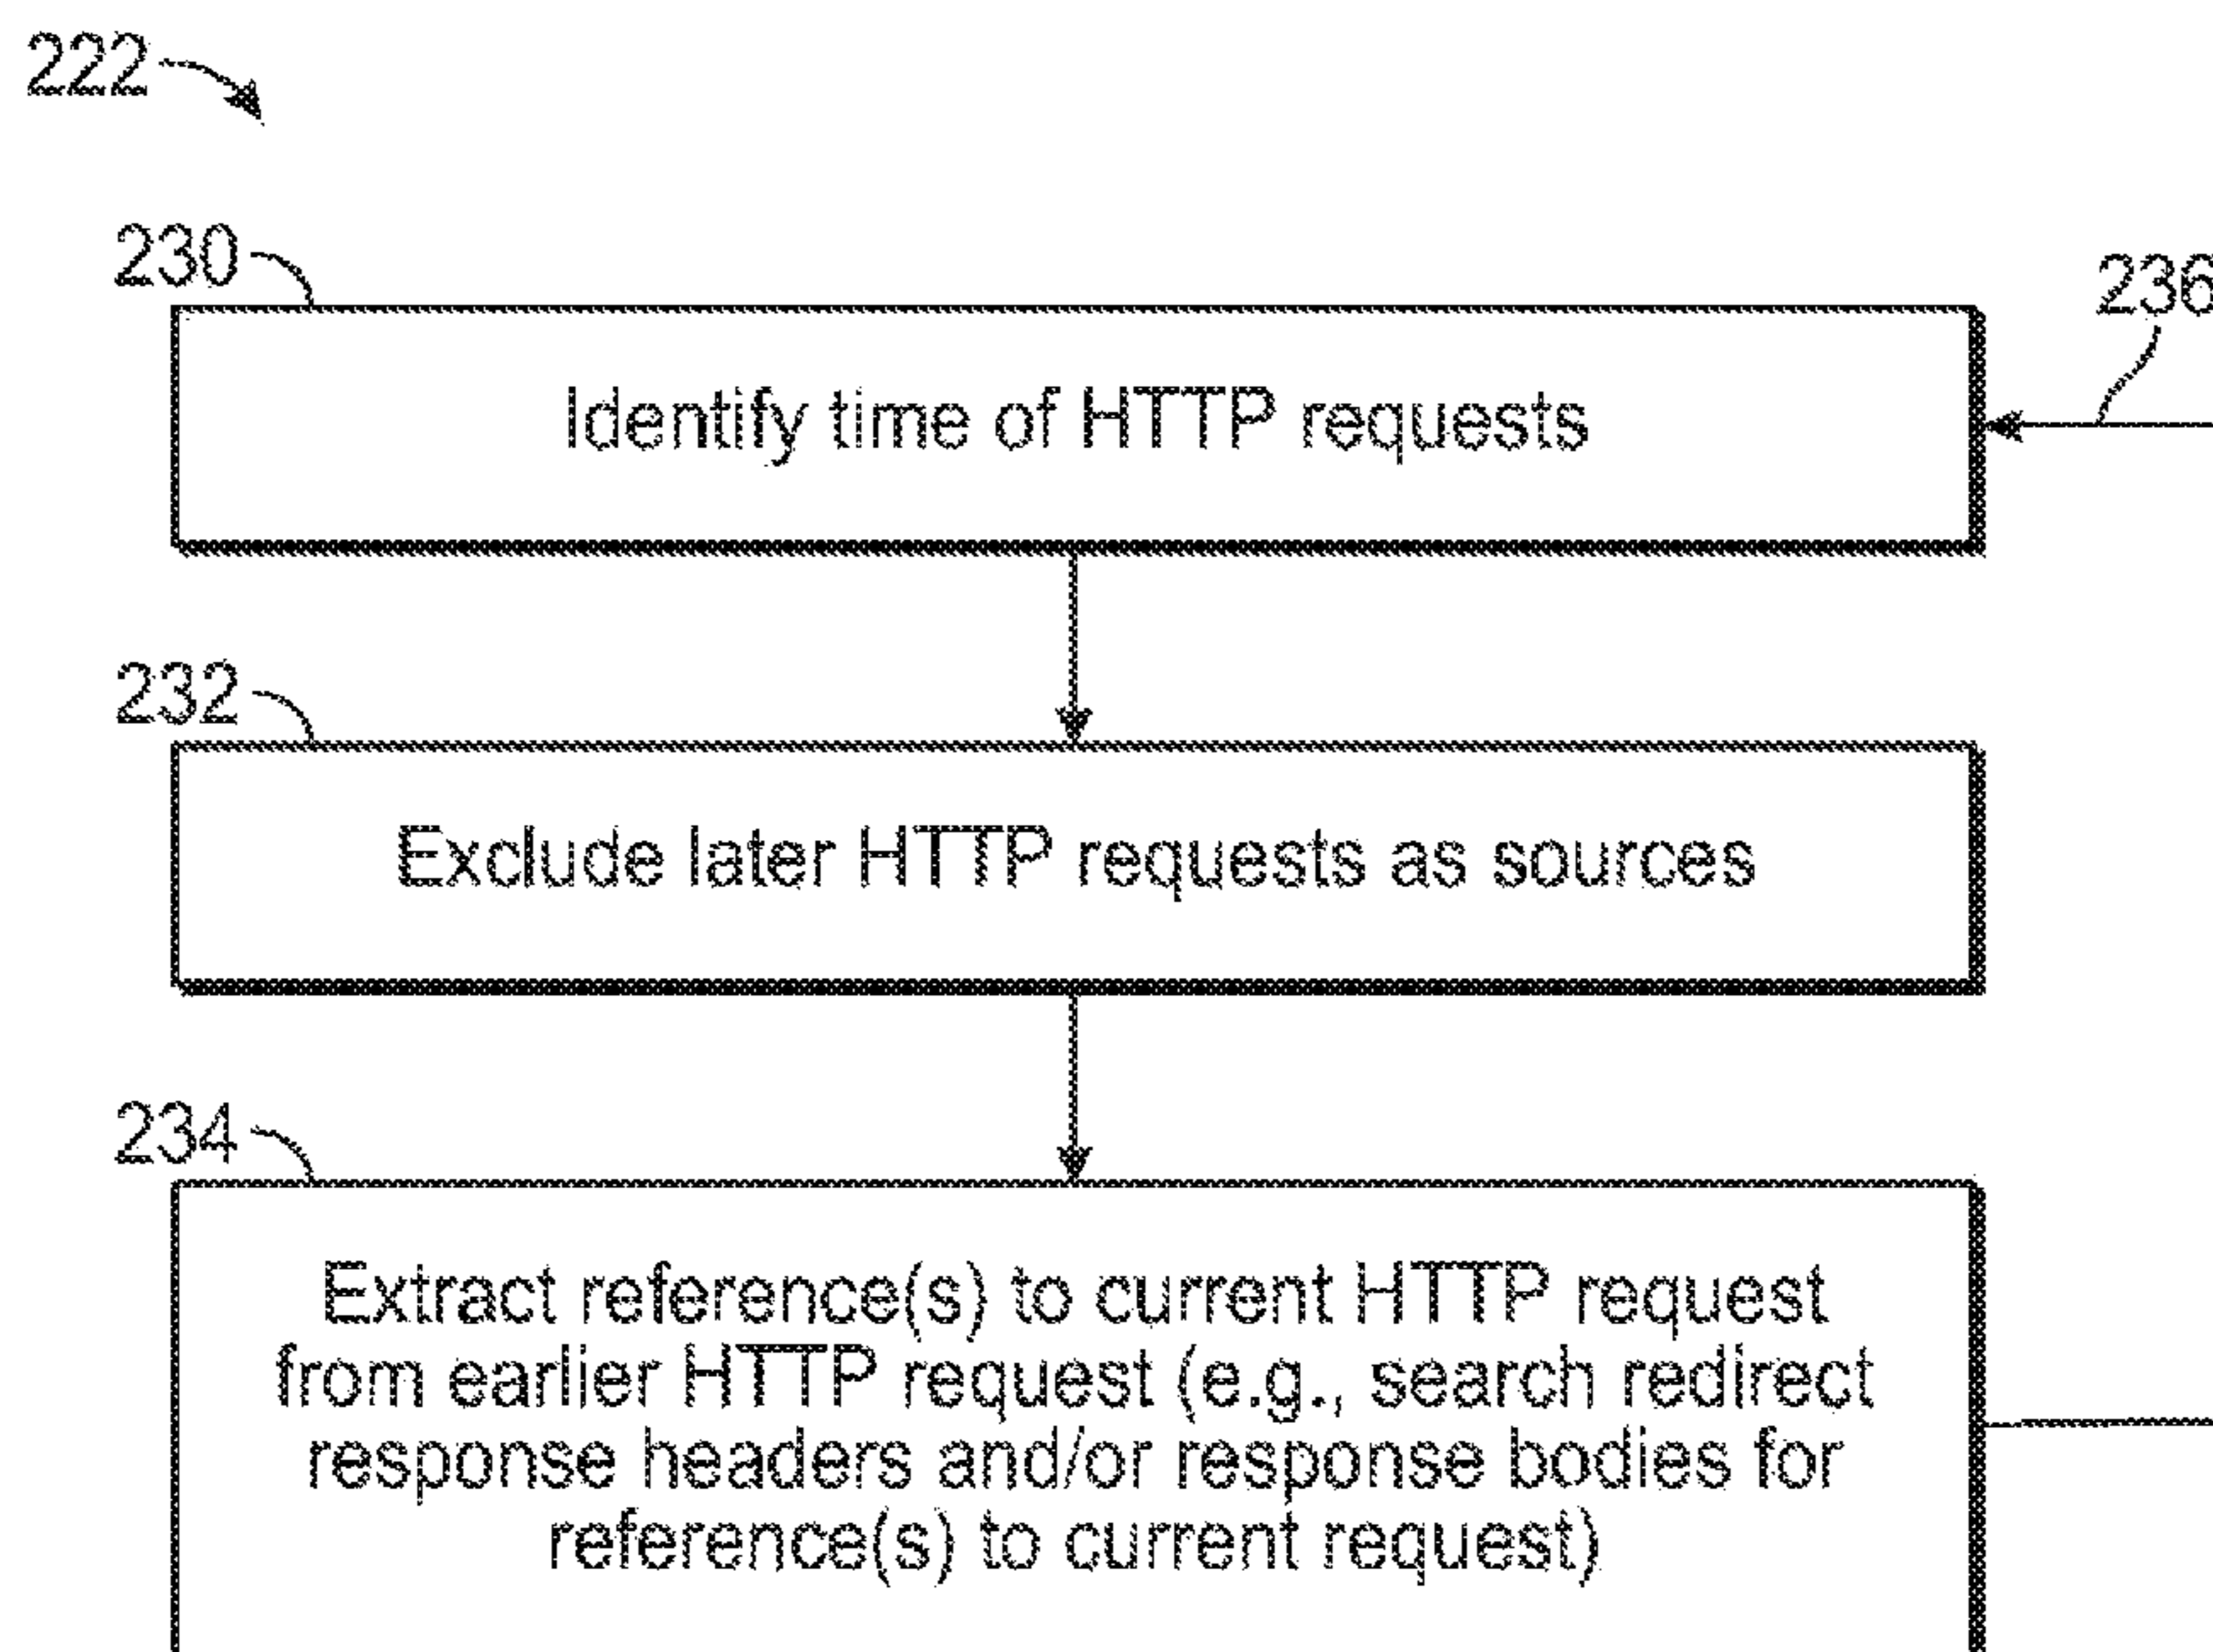 222
230
236
Identify time of HTTP requests
232
Exclude later HTTP requests as sources
234
Extract reference(s) to current HTTP request
from earlier HTTP request (e.g., search redirect
response headers and/or response bodies for
reference(s) to current request)